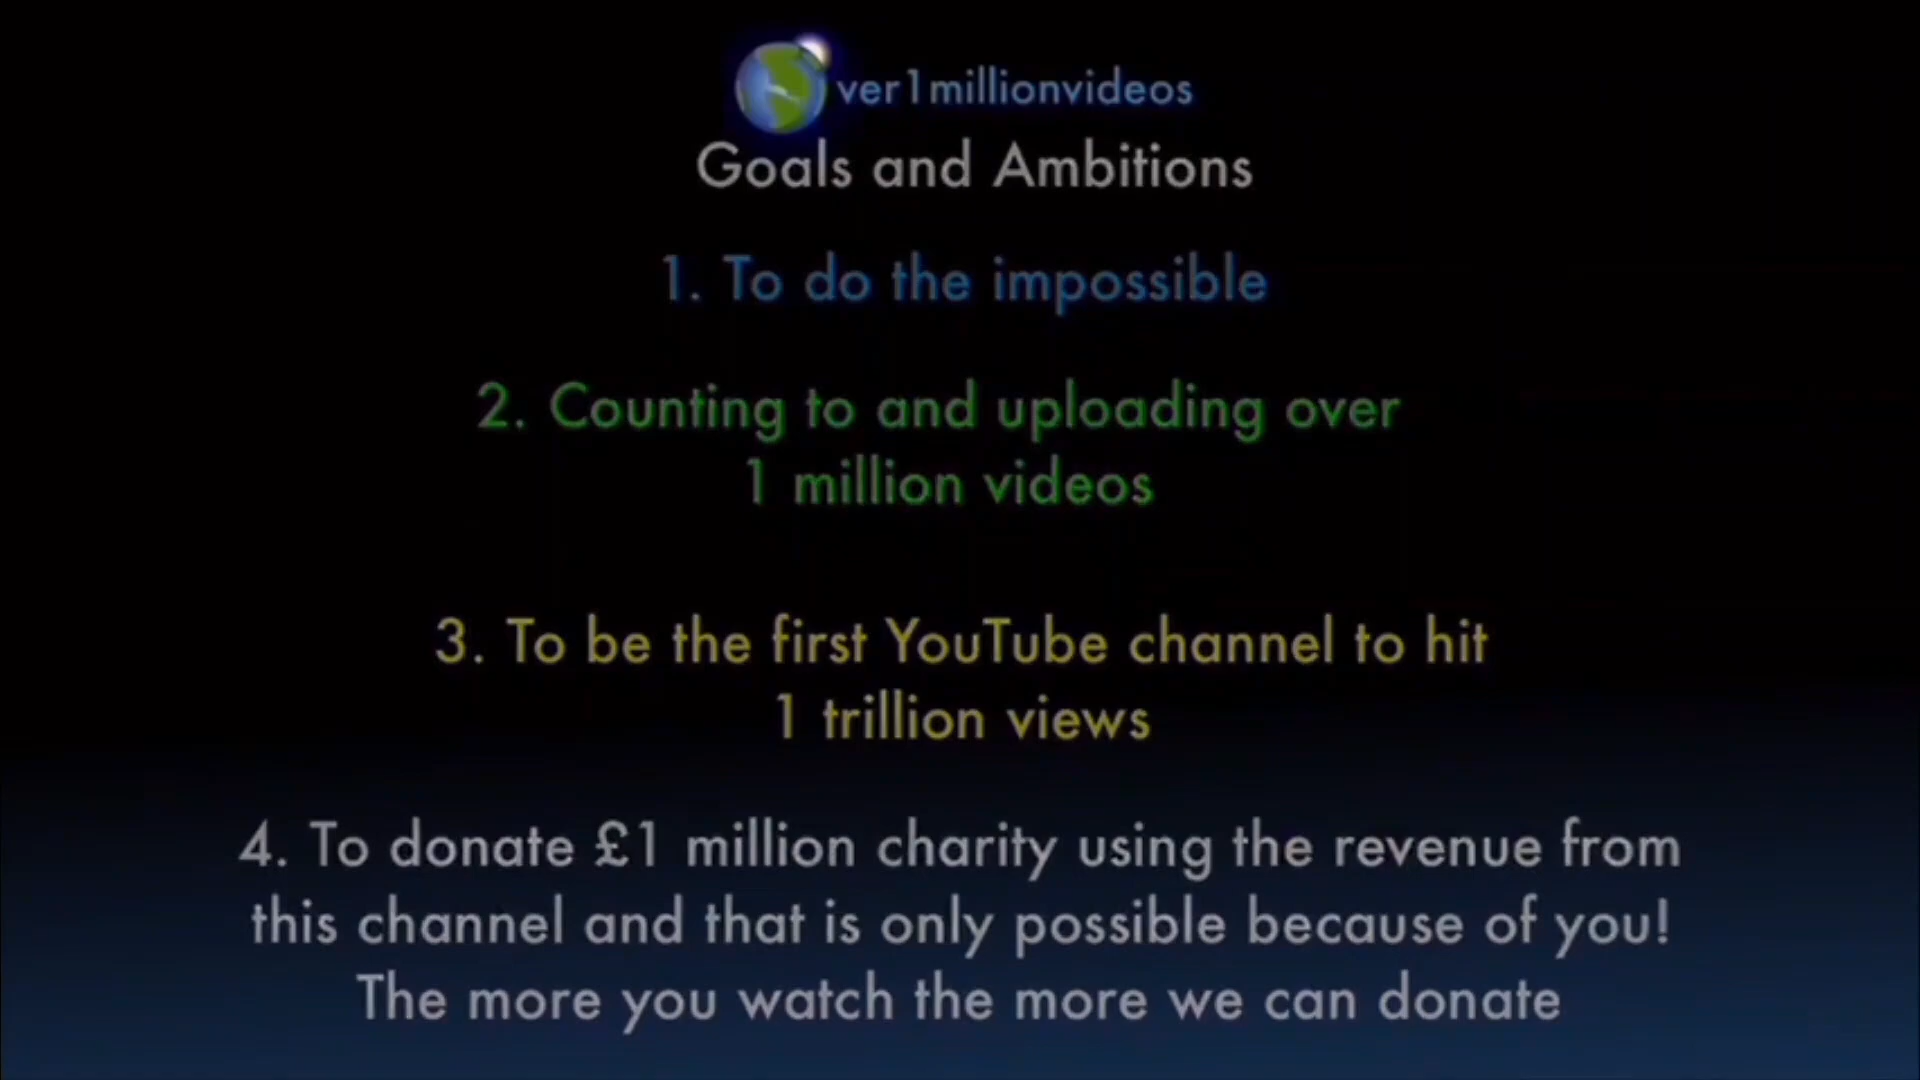 ver1millionvideos
Goals and Ambitions
1. To do the impossible
2. Counting to and uploading over
1 million videos
3. To be the first YouTube channel to hit
1 trillion views
4. To donate £1 million charity using the revenue from
this channel and that is only possible because of you!
The more you watch the more we can donate